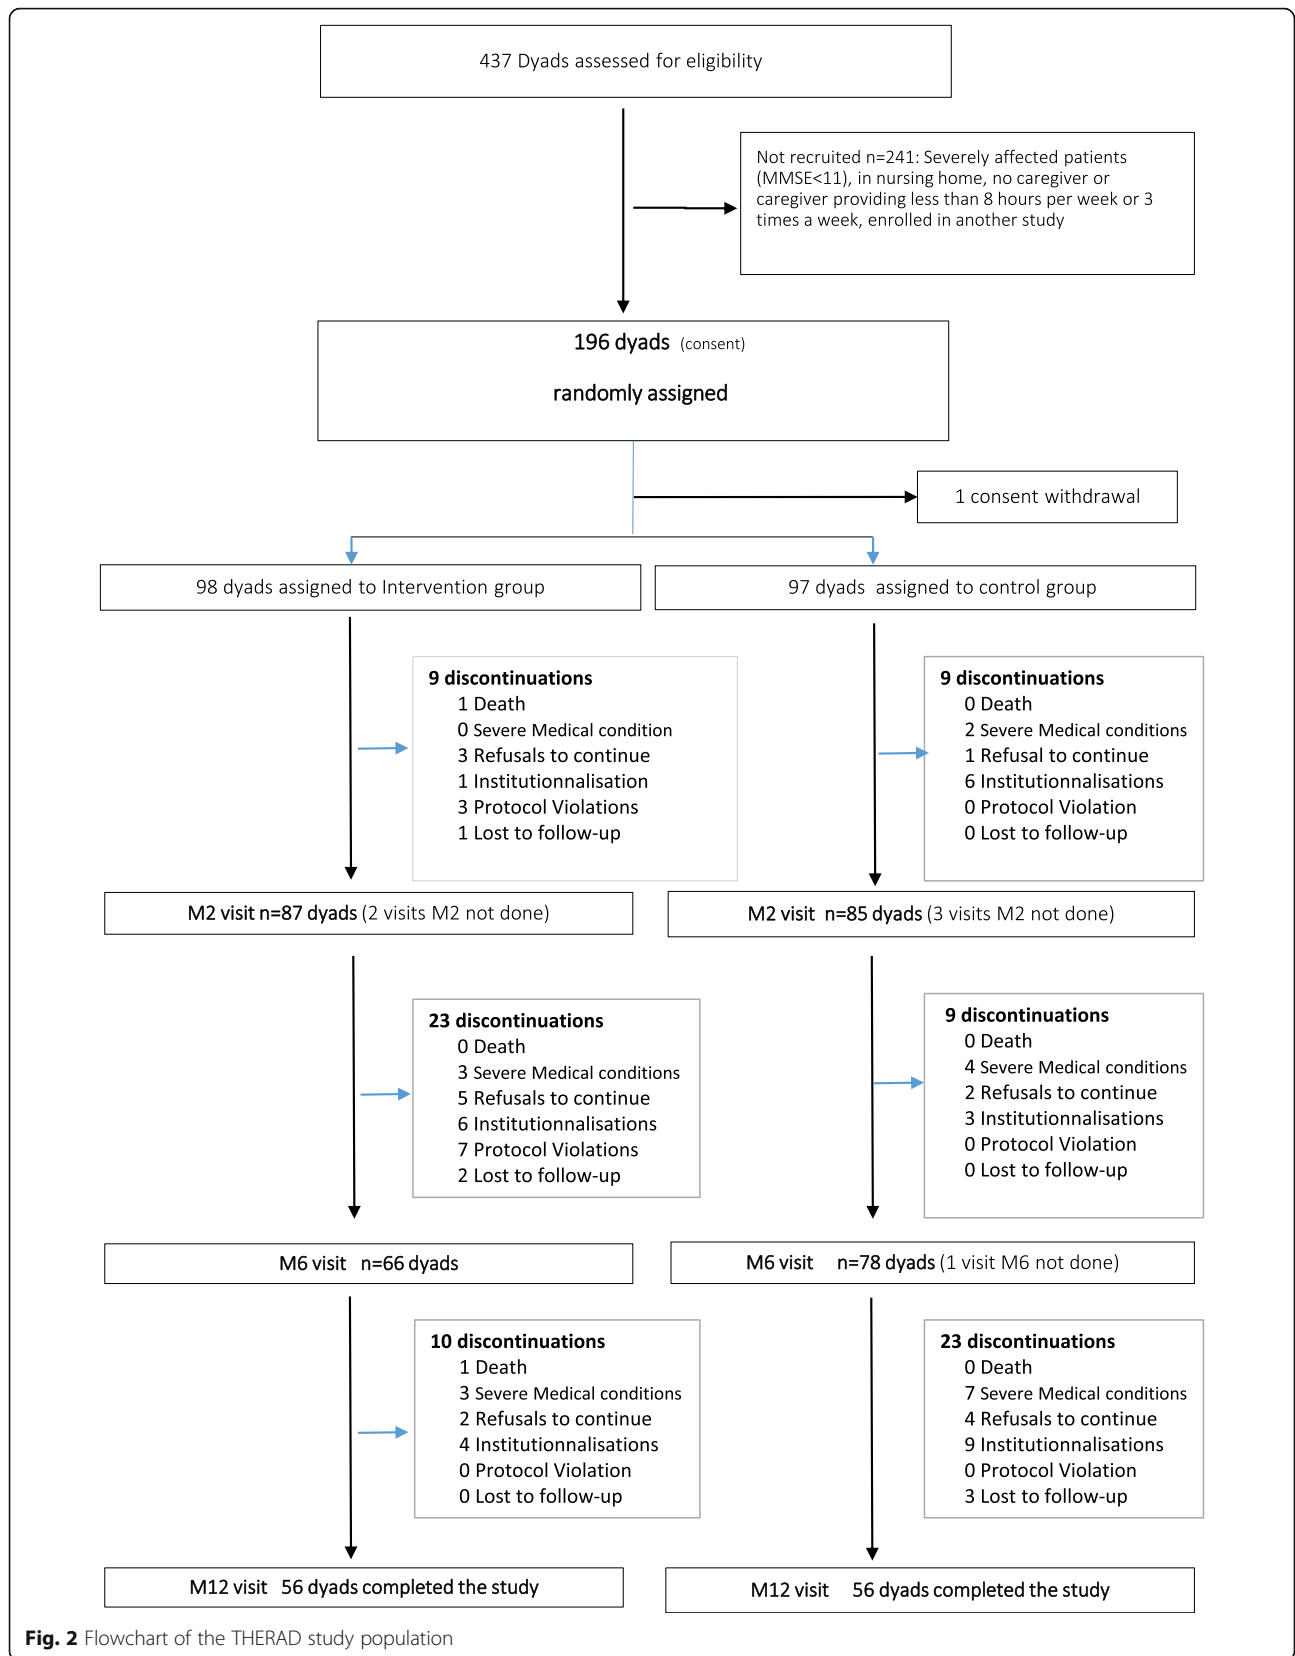 437 Dyads assessed for eligibility
Not recruited n=241: Severely affected patients
(MMSE<11), in nursing home, no caregiver or
caregiver providing less than 8 hours per week or 3
times a week, enrolled in another study
196 dyads (consent)
randomly assigned
1 consent withdrawal
98 dyads assigned to Intervention group
97 dyads assigned to control group
9 discontinuations
1 Death
0 Severe Medical condition
3 Refusals to continue
1 Institutionnalisation
3 Protocol Violations
1 Lost to follow-up
9 discontinuations
0 Death
2 Severe Medical conditions
1 Refusal to continue
6 Institutionnalisations
0 Protocol Violation
0 Lost to follow-up
M2 visit n=87 dyads (2 visits M2 not done)
M2 visit n=85 dyads (3 visits M2 not done)
23 discontinuations
0 Death
3 Severe Medical conditions
5 Refusals to continue
6 Institutionnalisations
7 Protocol Violations
2 Lost to follow-up
9 discontinuations
0 Death
4 Severe Medical conditions
2 Refusals to continue
3 Institutionnalisations
0 Protocol Violation
0 Lost to follow-up
M6 visit n=66 dyads
M6 visit n=78 dyads (1 visit M6 not done)
10 discontinuations
1 Death
3 Severe Medical conditions
2 Refusals to continue
4 Institutionnalisations
0 Protocol Violation
0 Lost to follow-up
23 discontinuations
0 Death
7 Severe Medical conditions
4 Refusals to continue
9 Institutionnalisations
0 Protocol Violation
3 Lost to follow-up
M12 visit 56 dyads completed the study
M12 visit 56 dyads completed the study
Fig. 2 Flowchart of the THERAD study population